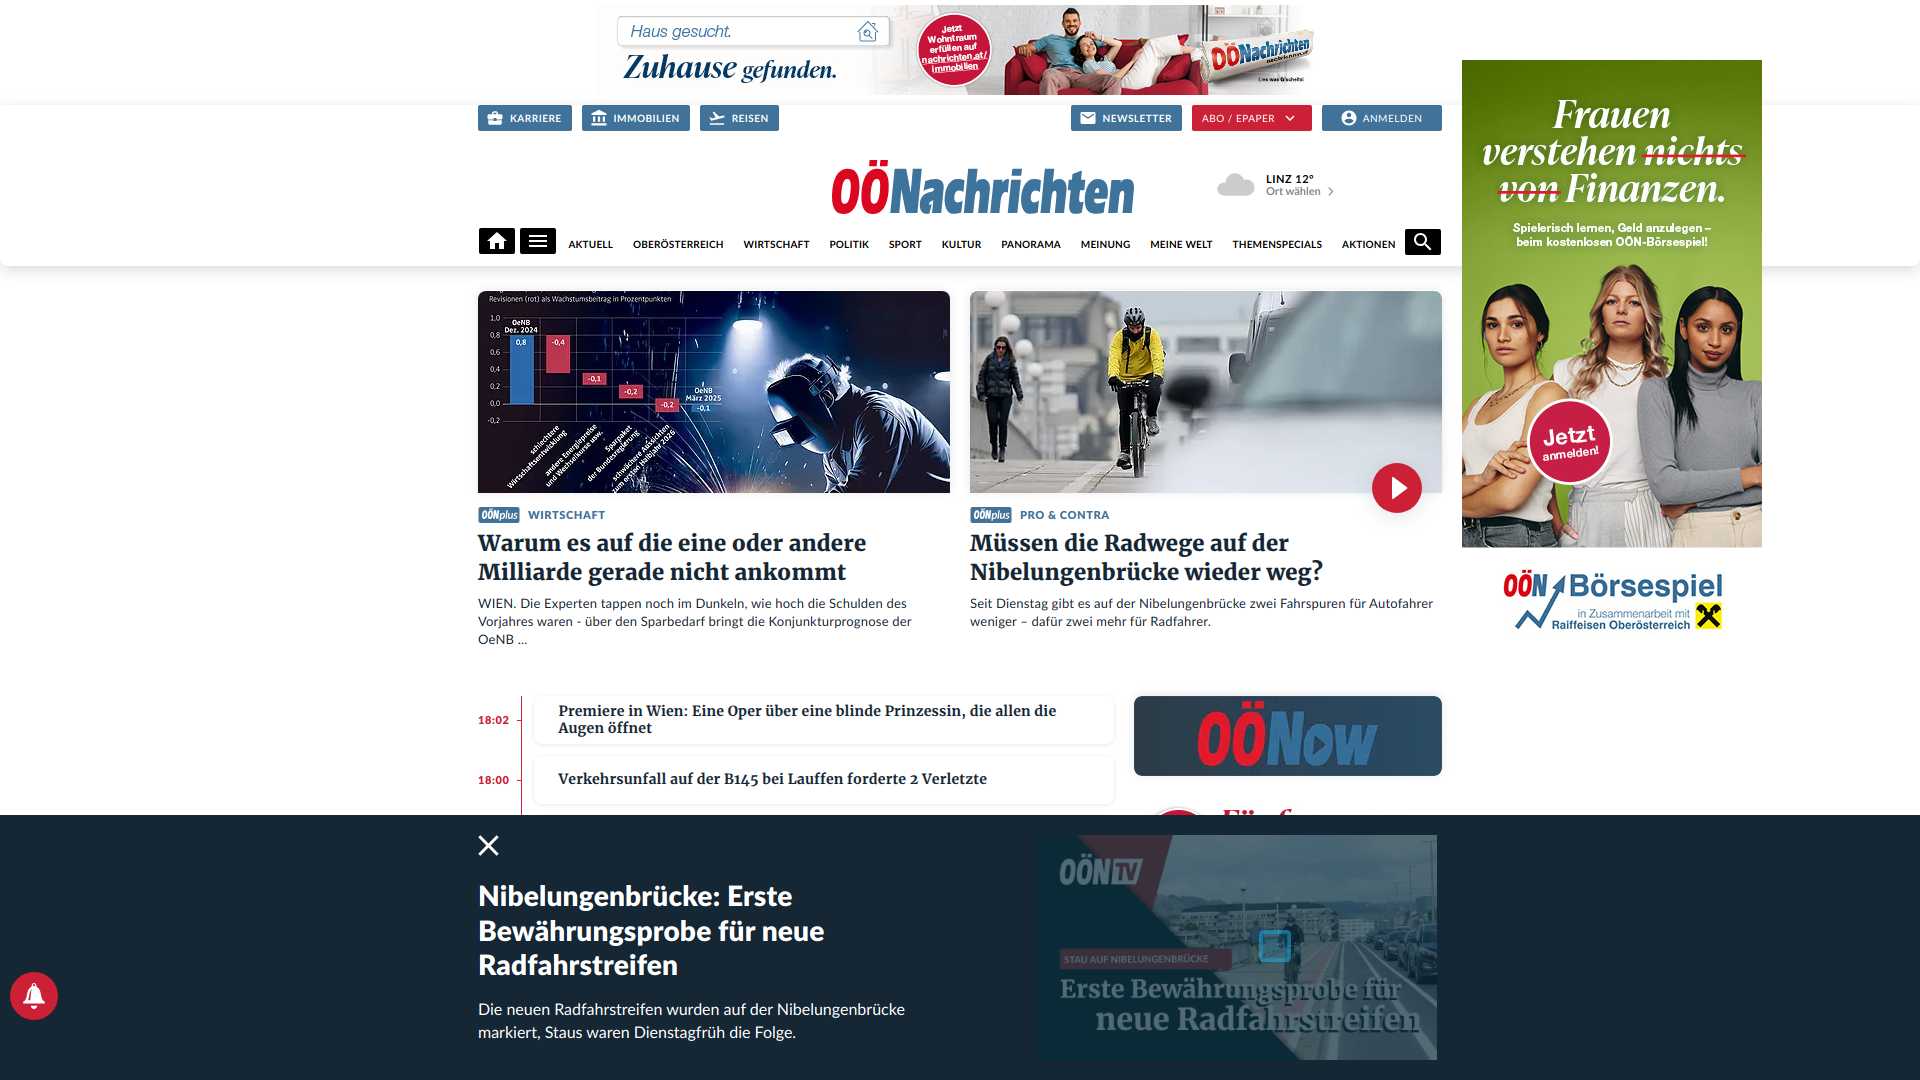 Haus gesucht.
Zuhause gefunden.
Jetzt
Wohntraum
erfüllen auf
nachrichten.at/
immobilien
OÖNachrichten
Lies was G'scheits!
KARRIERE
IMMOBILIEN
REISEN
NEWSLETTER
ABO / EPAPER
ANMELDEN
OÖNachrichten
LINZ 12°
Ort wählen
AKTUELL
OBERÖSTERREICH
WIRTSCHAFT
POLITIK
SPORT
KULTUR
PANORAMA
MEINUNG
MEINE WELT
THEMENSPECIALS
AKTIONEN
Frauen
verstehen nichts
von Finanzen.
Spielerisch lernen, Geld anzulegen –
beim kostenlosen OÖN-Börsespiel!
Jetzt
anmelden!
OÖN Börsespiel
in Zusammenarbeit mit
Raiffeisen Oberösterreich
Revisionen (rot) als Wachstumsbeitrag in Prozentpunkten
1,0
0,8
0,6
0,4
0,2
0,0
-0,2
OeNB
Dez. 2024
0,8
-0,4
-0,1
-0,2
-0,2
OeNB
März 2025
-0,1
schlechtere
Wirtschaftsentwicklung
andere Energiepreise
und Wechselkurse usw.
Sparpaket
der Bundesregierung
schwächere Aussichten
zum ersten Halbjahr 2026
OÖNplus WIRTSCHAFT
Warum es auf die eine oder andere
Milliarde gerade nicht ankommt
WIEN. Die Experten tappen noch im Dunkeln, wie hoch die Schulden des
Vorjahres waren - über den Sparbedarf bringt die Konjunkturprognose der
OeNB ...
OÖNplus PRO & CONTRA
Müssen die Radwege auf der
Nibelungenbrücke wieder weg?
Seit Dienstag gibt es auf der Nibelungenbrücke zwei Fahrspuren für Autofahrer
weniger – dafür zwei mehr für Radfahrer.
18:02
Premiere in Wien: Eine Oper über eine blinde Prinzessin, die allen die
Augen öffnet
18:00
Verkehrsunfall auf der B145 bei Lauffen forderte 2 Verletzte
OÖNow
Nibelungenbrücke: Erste
Bewährungsprobe für neue
Radfahrstreifen
Die neuen Radfahrstreifen wurden auf der Nibelungenbrücke
markiert, Staus waren Dienstagfrüh die Folge.
OÖN TV
STAU AUF NIBELUNGENBRÜCKE
Erste Bewährungsprobe für
neue Radfahrstreifen